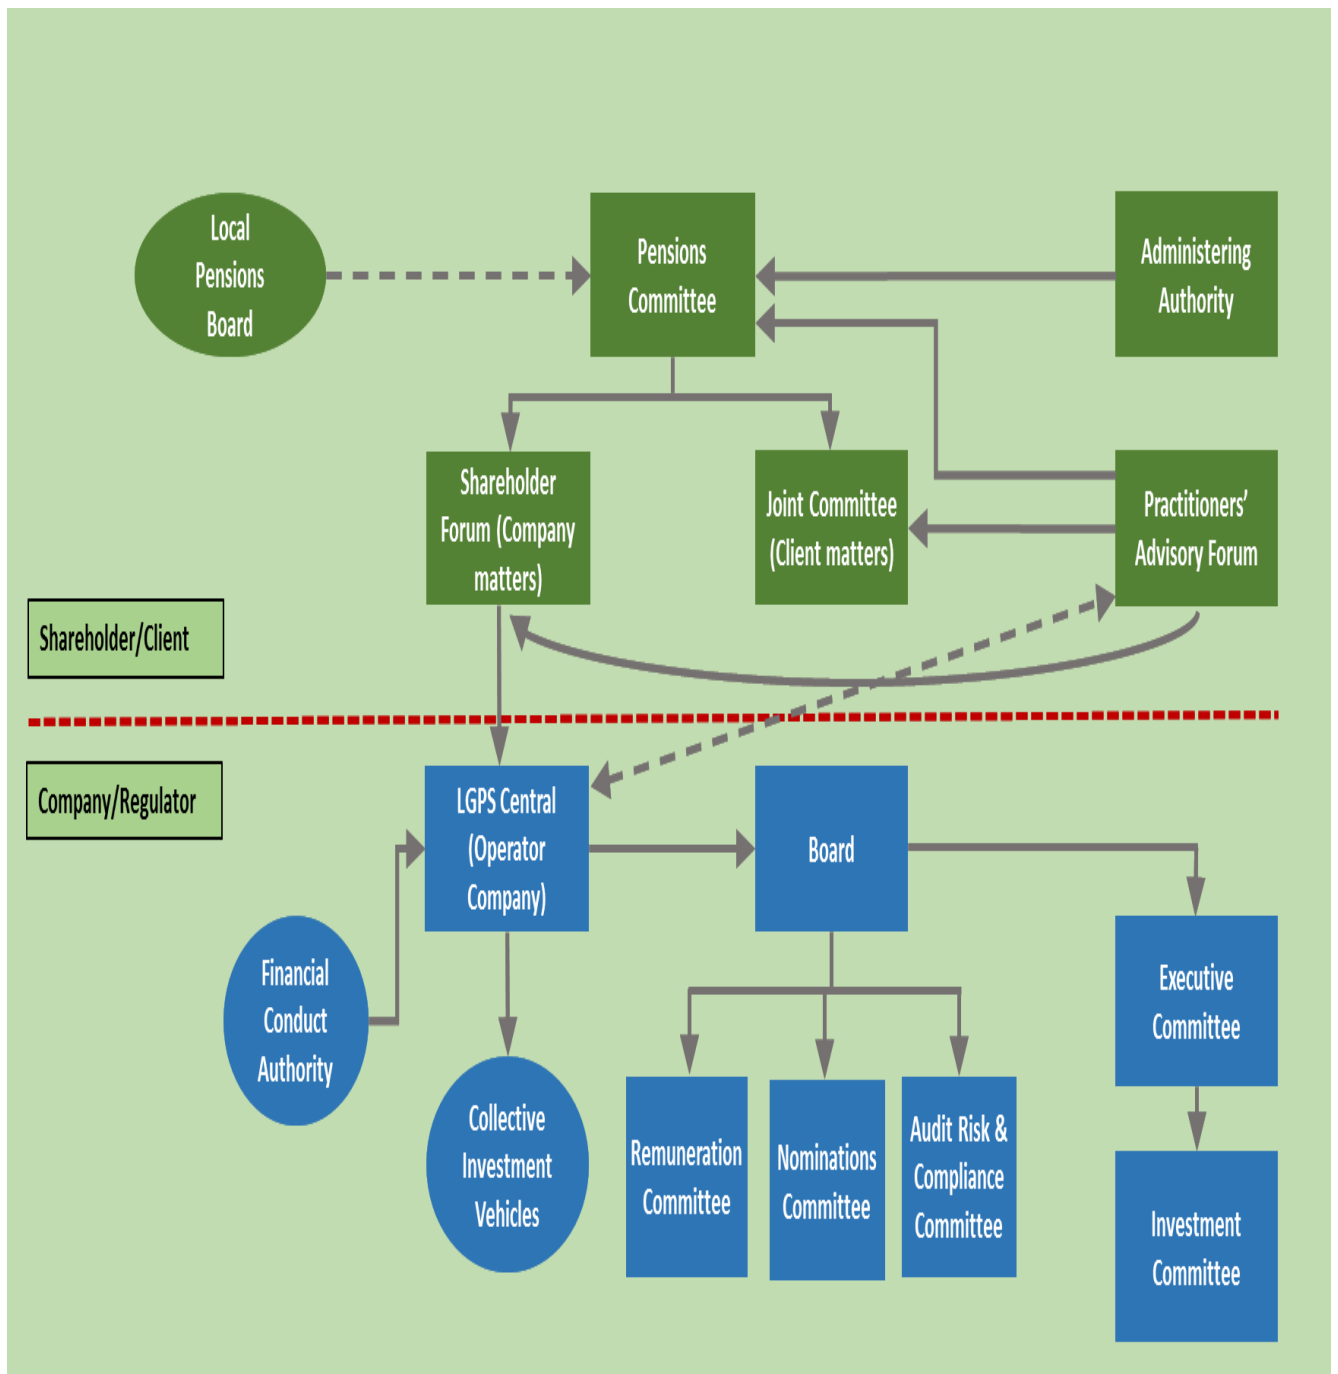 Local
Pensions
Board
Pensions
Committee
Administering
Authority
Shareholder
Forum (Company
matters)
Joint Committee
(Client matters)
Practitioners’
Advisory Forum
Shareholder/Client
Company/Regulator
LGPS Central
(Operator
Company)
Board
Financial
Conduct
Authority
Executive
Committee
Collective
Investment
Vehicles
Remuneration
Committee
Nominations
Committee
Audit Risk &
Compliance
Committee
Investment
Committee